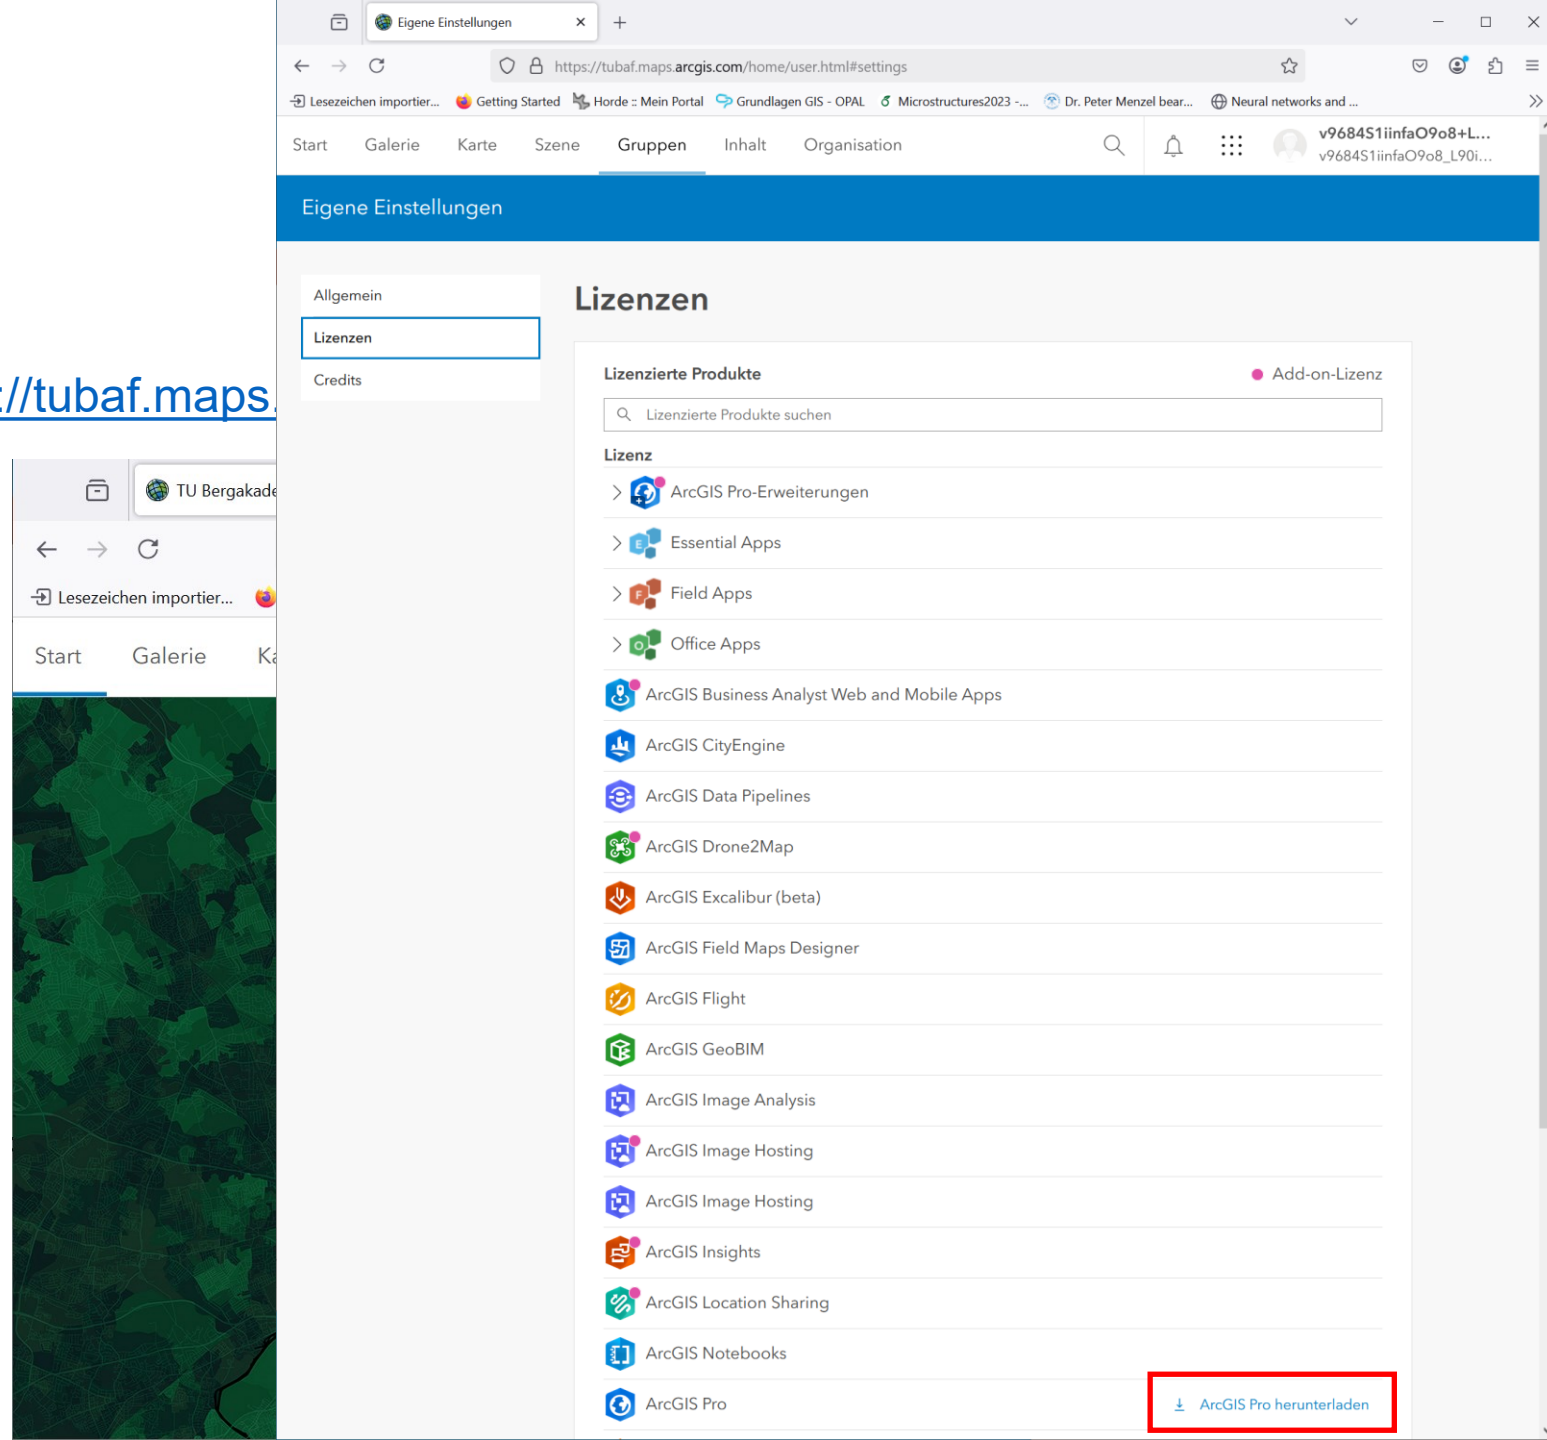 Eigene Einstellungen
https://tubaf.maps.arcgis.com/home/user.html#settings
Lesezeichen importier... Getting Started Horde :: Mein Portal Grundlagen GIS - OPAL Microstructures2023 -... Dr. Peter Menzel bear... Neural networks and ...
Start Galerie Karte Szene Gruppen Inhalt Organisation
v9684S1iinfaO9o8+L...
v9684S1iinfaO9o8_L90i...
Eigene Einstellungen
Allgemein
Lizenzen
Credits
Lizenzen
Lizenzierte Produkte Add-on-Lizenz
Lizenzierte Produkte suchen
Lizenz
ArcGIS Pro-Erweiterungen
E Essential Apps
F Field Apps
O Office Apps
ArcGIS Business Analyst Web and Mobile Apps
ArcGIS CityEngine
ArcGIS Data Pipelines
ArcGIS Drone2Map
ArcGIS Excalibur (beta)
ArcGIS Field Maps Designer
ArcGIS Flight
ArcGIS GeoBIM
ArcGIS Image Analysis
ArcGIS Image Hosting
ArcGIS Image Hosting
ArcGIS Insights
ArcGIS Location Sharing
ArcGIS Notebooks
ArcGIS Pro ArcGIS Pro herunterladen
://tubaf.maps.
TU Bergakade
Lesezeichen importier...
Start Galerie Ka